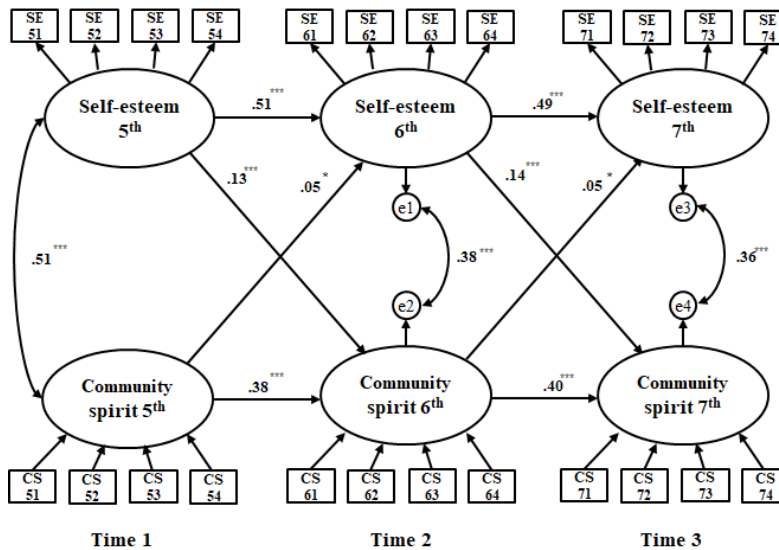 SE 51
SE 52
SE 53
SE 54
SE 61
SE 62
SE 63
SE 64
SE 71
SE 72
SE 73
SE 74
Self-esteem
5th
Self-esteem
6th
Self-esteem
7th
.51***
.49***
.13***
.05*
.14***
.05*
e1
e3
.51***
.38***
.36***
e2
e4
Community
spirit 5th
Community
spirit 6th
Community
spirit 7th
.38***
.40***
CS 51
CS 52
CS 53
CS 54
CS 61
CS 62
CS 63
CS 64
CS 71
CS 72
CS 73
CS 74
Time 1
Time 2
Time 3